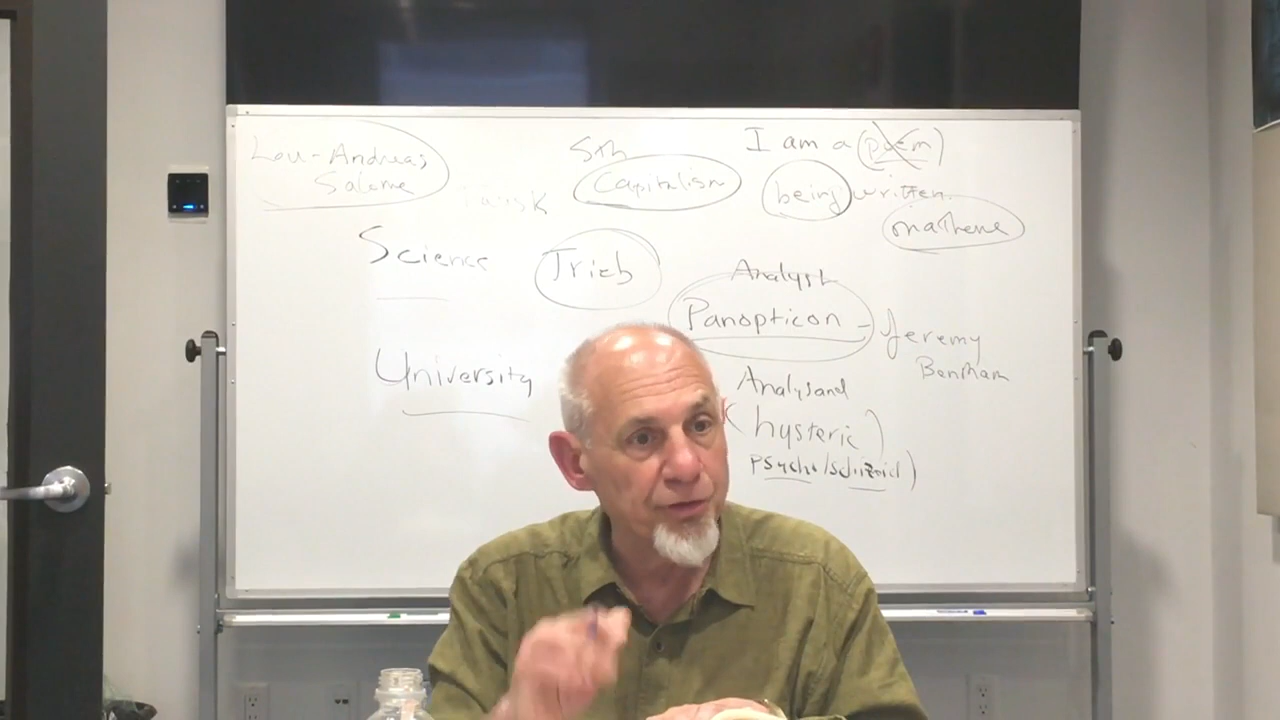 Lou-Andreas
Salome
5th
Capitalism
I am a (poem)
being written
matheme
Science
Trieb
Analyst
Panopticon - Jeremy
Bentham
University
Analysand
(hysteric)
psycho/schizoid)